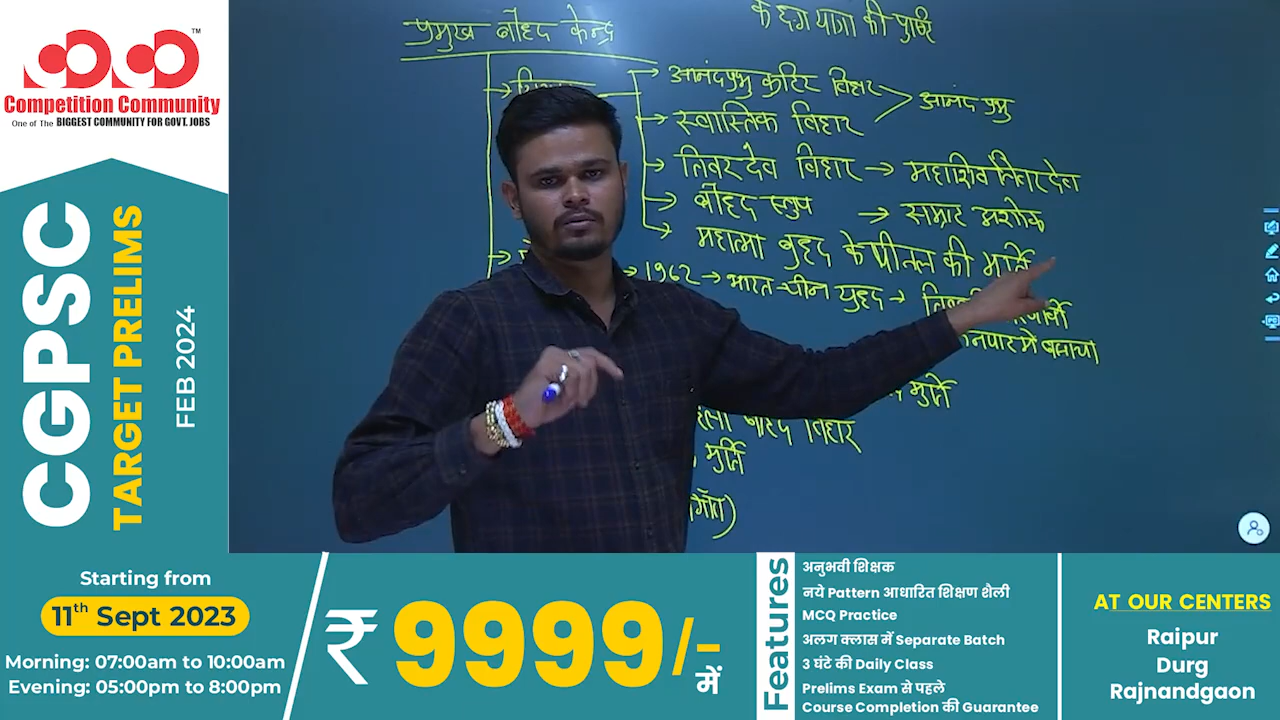 TM
Competition Community
One of The BIGGEST COMMUNITY FOR GOVT. JOBS
CGPSC
TARGET PRELIMS
FEB 2024
प्रमुख बौद्ध केन्द्र
की
आनंदप्रभु कुटिर विहार
आनंद प्रभु
स्वास्तिक विहार
तिवरदेव विहार → महाशिव तिवरदेव
बौद्ध स्तुप → सम्राट अशोक
महात्मा बुद्ध के पीतल की मूर्ति
1962 → भारत-चीन युद्ध →
में बसाया
मुर्ति
बौद्ध विहार
मुर्ति
Starting from
11th Sept 2023
Morning: 07:00am to 10:00am
Evening: 05:00pm to 8:00pm
₹ 9999/- में
Features
अनुभवी शिक्षक
नये Pattern आधारित शिक्षण शैली
MCQ Practice
अलग क्लास में Separate Batch
3 घंटे की Daily Class
Prelims Exam से पहले
Course Completion की Guarantee
AT OUR CENTERS
Raipur
Durg
Rajnandgaon